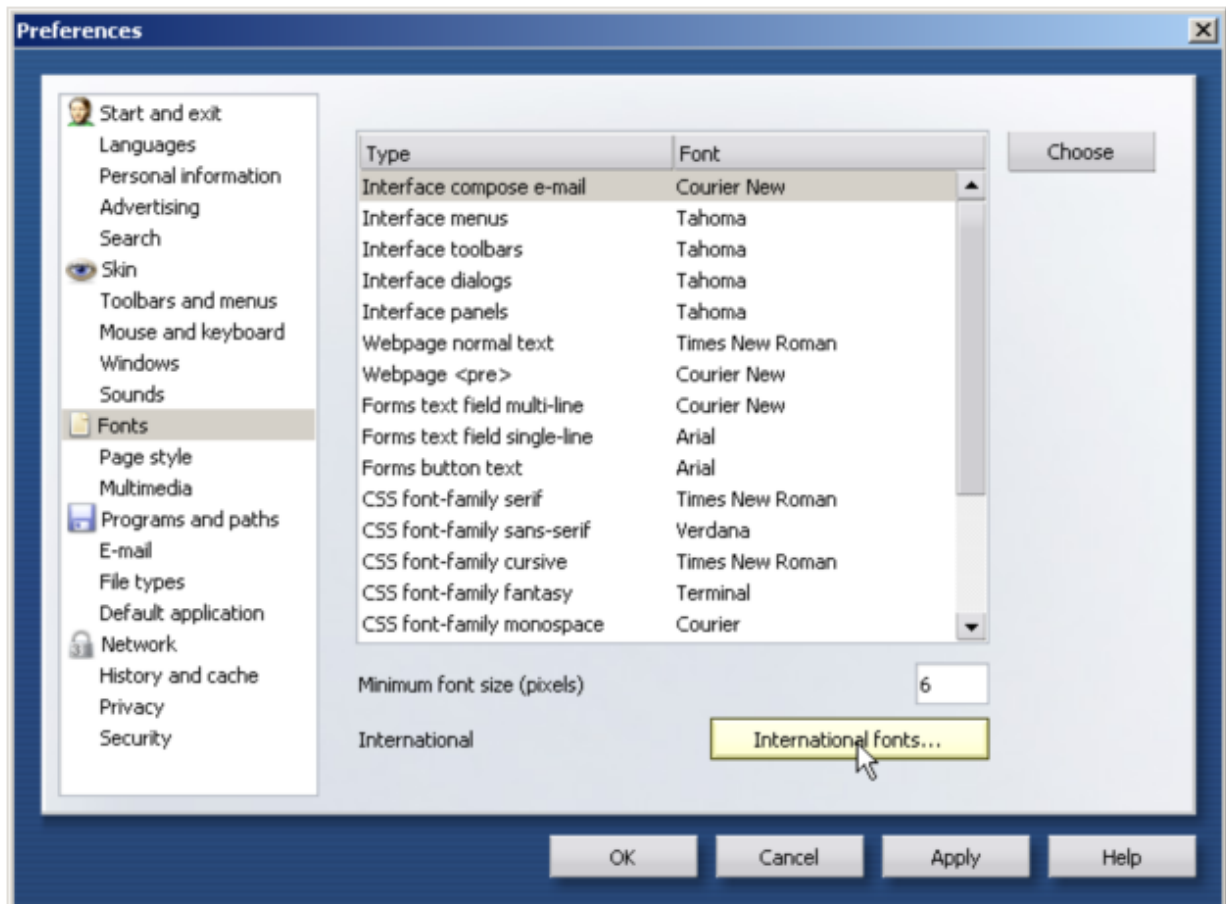 Preferences
Start and exit
Languages
Personal information
Advertising
Search
Skin
Toolbars and menus
Mouse and keyboard
Windows
Sounds
Fonts
Page style
Multimedia
Programs and paths
E-mail
File types
Default application
Network
History and cache
Privacy
Security
Type Font
Interface compose e-mail Courier New
Interface menus Tahoma
Interface toolbars Tahoma
Interface dialogs Tahoma
Interface panels Tahoma
Webpage normal text Times New Roman
Webpage <pre> Courier New
Forms text field multi-line Courier New
Forms text field single-line Arial
Forms button text Arial
CSS font-family serif Times New Roman
CSS font-family sans-serif Verdana
CSS font-family cursive Times New Roman
CSS font-family fantasy Terminal
CSS font-family monospace Courier
Choose
Minimum font size (pixels) 6
International International fonts...
OK Cancel Apply Help